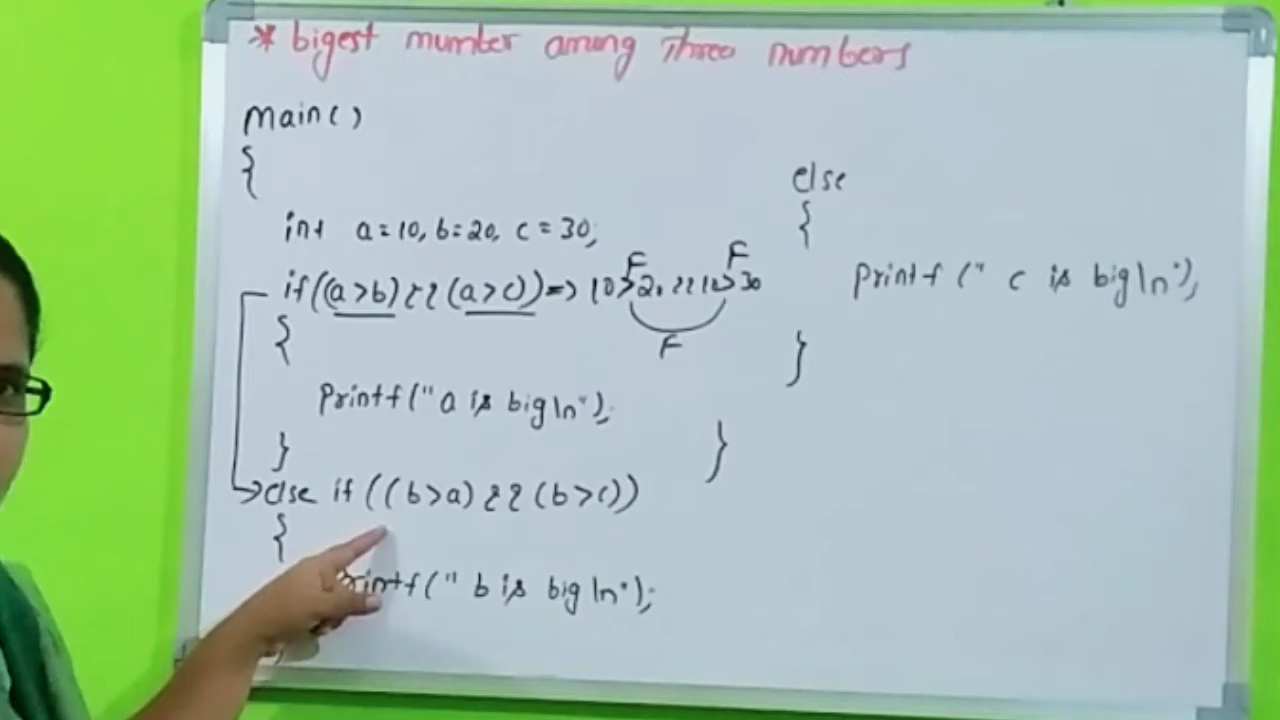 * bigest number among Three numbers
main()
{
int a=10, b=20, c=30;
if((a>b) && (a>c)) => 10>20 && 10>30
F F
F
{
printf("a is big\n");
}
else if ((b>a) && (b>c))
{
printf(" b is big\n");
}
else
{
printf(" c is big\n");
}
}